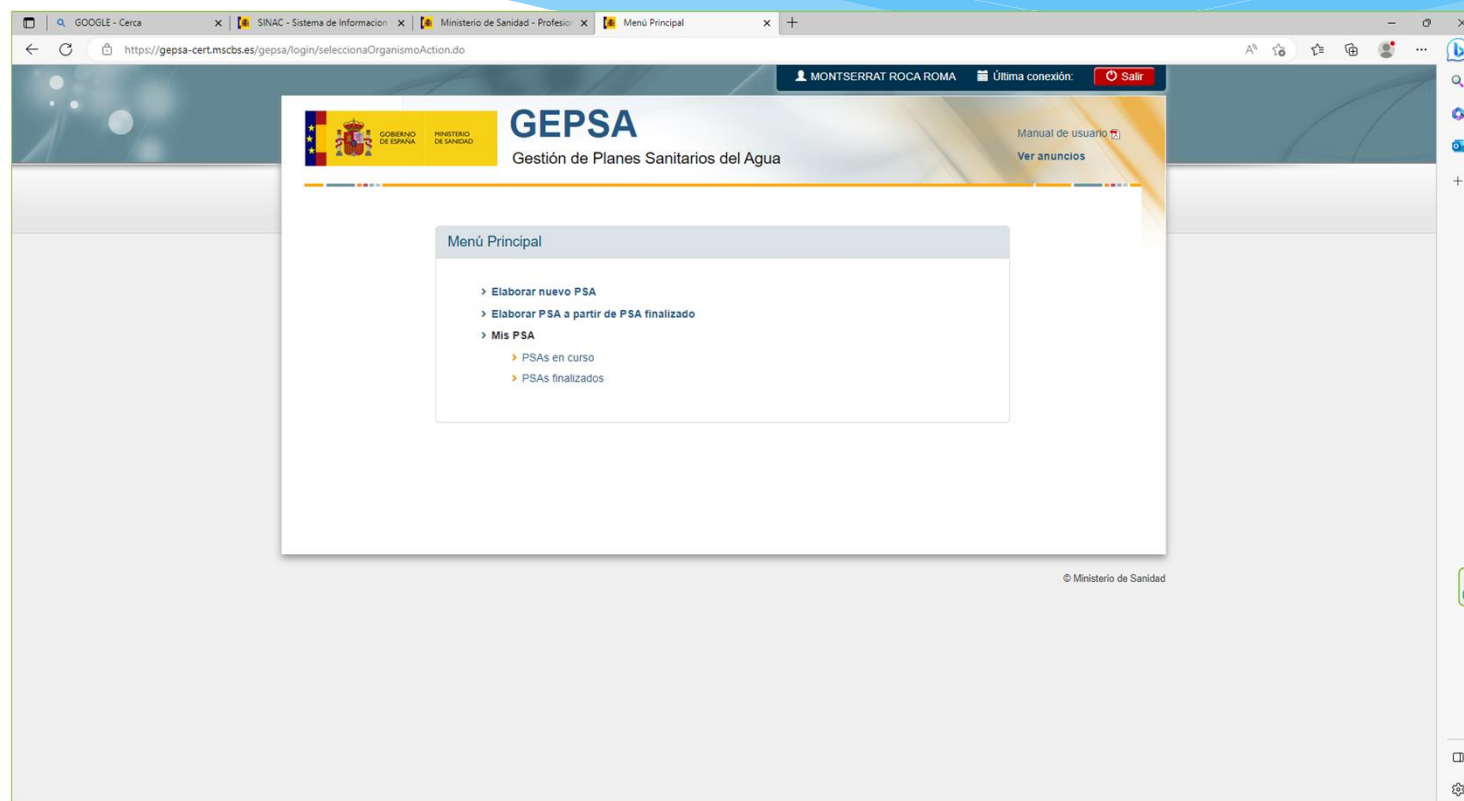 GOOGLE - Cerca
SINAC - Sistema de Informacion
Ministerio de Sanidad - Profesion
Menú Principal
https://gepsa-cert.mscbs.es/gepsa/login/seleccionaOrganismoAction.do
MONTSERRAT ROCA ROMA Última conexión: Salir
GOBIERNO DE ESPAÑA
MINISTERIO DE SANIDAD
GEPSA
Gestión de Planes Sanitarios del Agua
Manual de usuario
Ver anuncios
Menú Principal
Elaborar nuevo PSA
Elaborar PSA a partir de PSA finalizado
Mis PSA
PSAs en curso
PSAs finalizados
© Ministerio de Sanidad